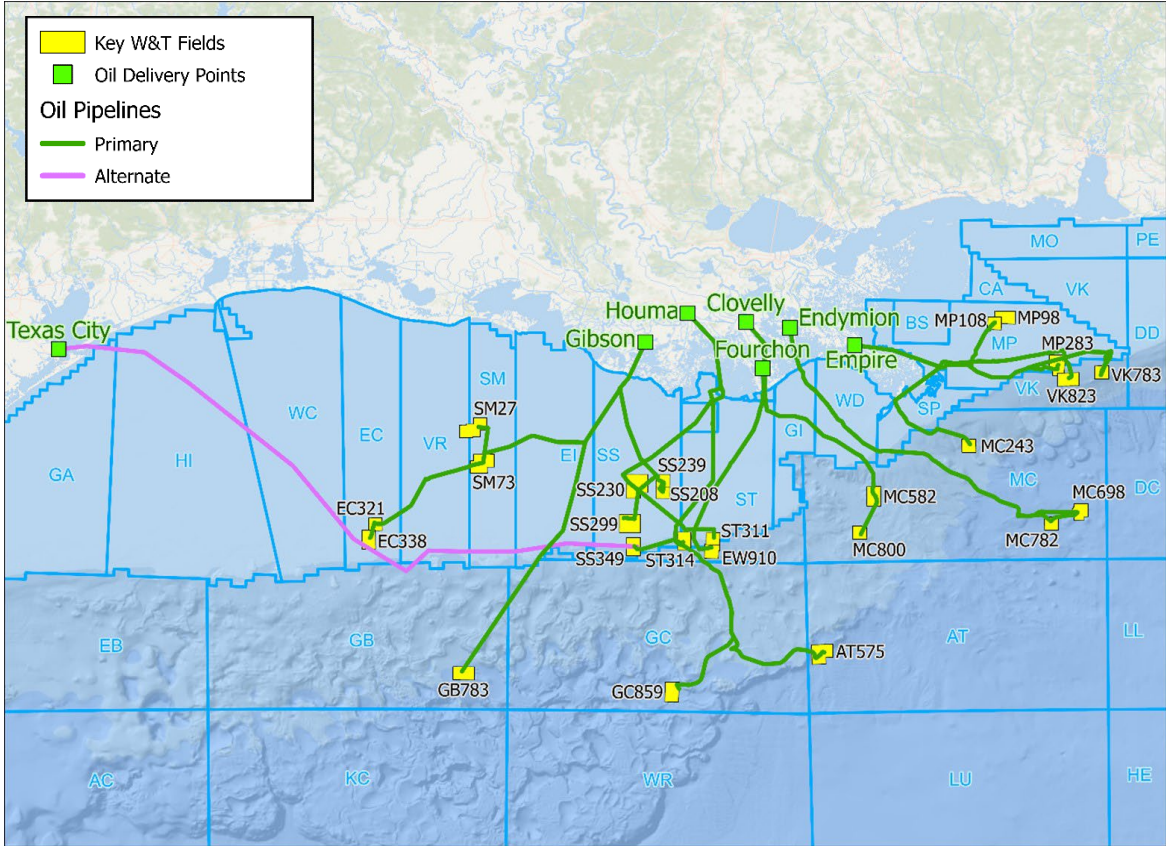 Key W&T Fields
Oil Delivery Points
Oil Pipelines
Primary
Alternate
MO
PE
CA
VK
Houma
Clovelly
Endymion
BS
MP108
MP98
DD
Texas City
Gibson
Fourchon
Empire
MP
MP283
SM
VK
VK823
VK783
WC
SM27
WD
SP
EC
VR
GI
MC243
GA
HI
EI
SS
SS239
SM73
SS230
SS208
ST
MC
DC
MC698
EC321
SS299
MC582
EC338
ST311
MC782
SS349
ST314
EW910
MC800
EB
GB
GC
AT
LL
AT575
GB783
GC859
AC
KC
WR
LU
HE